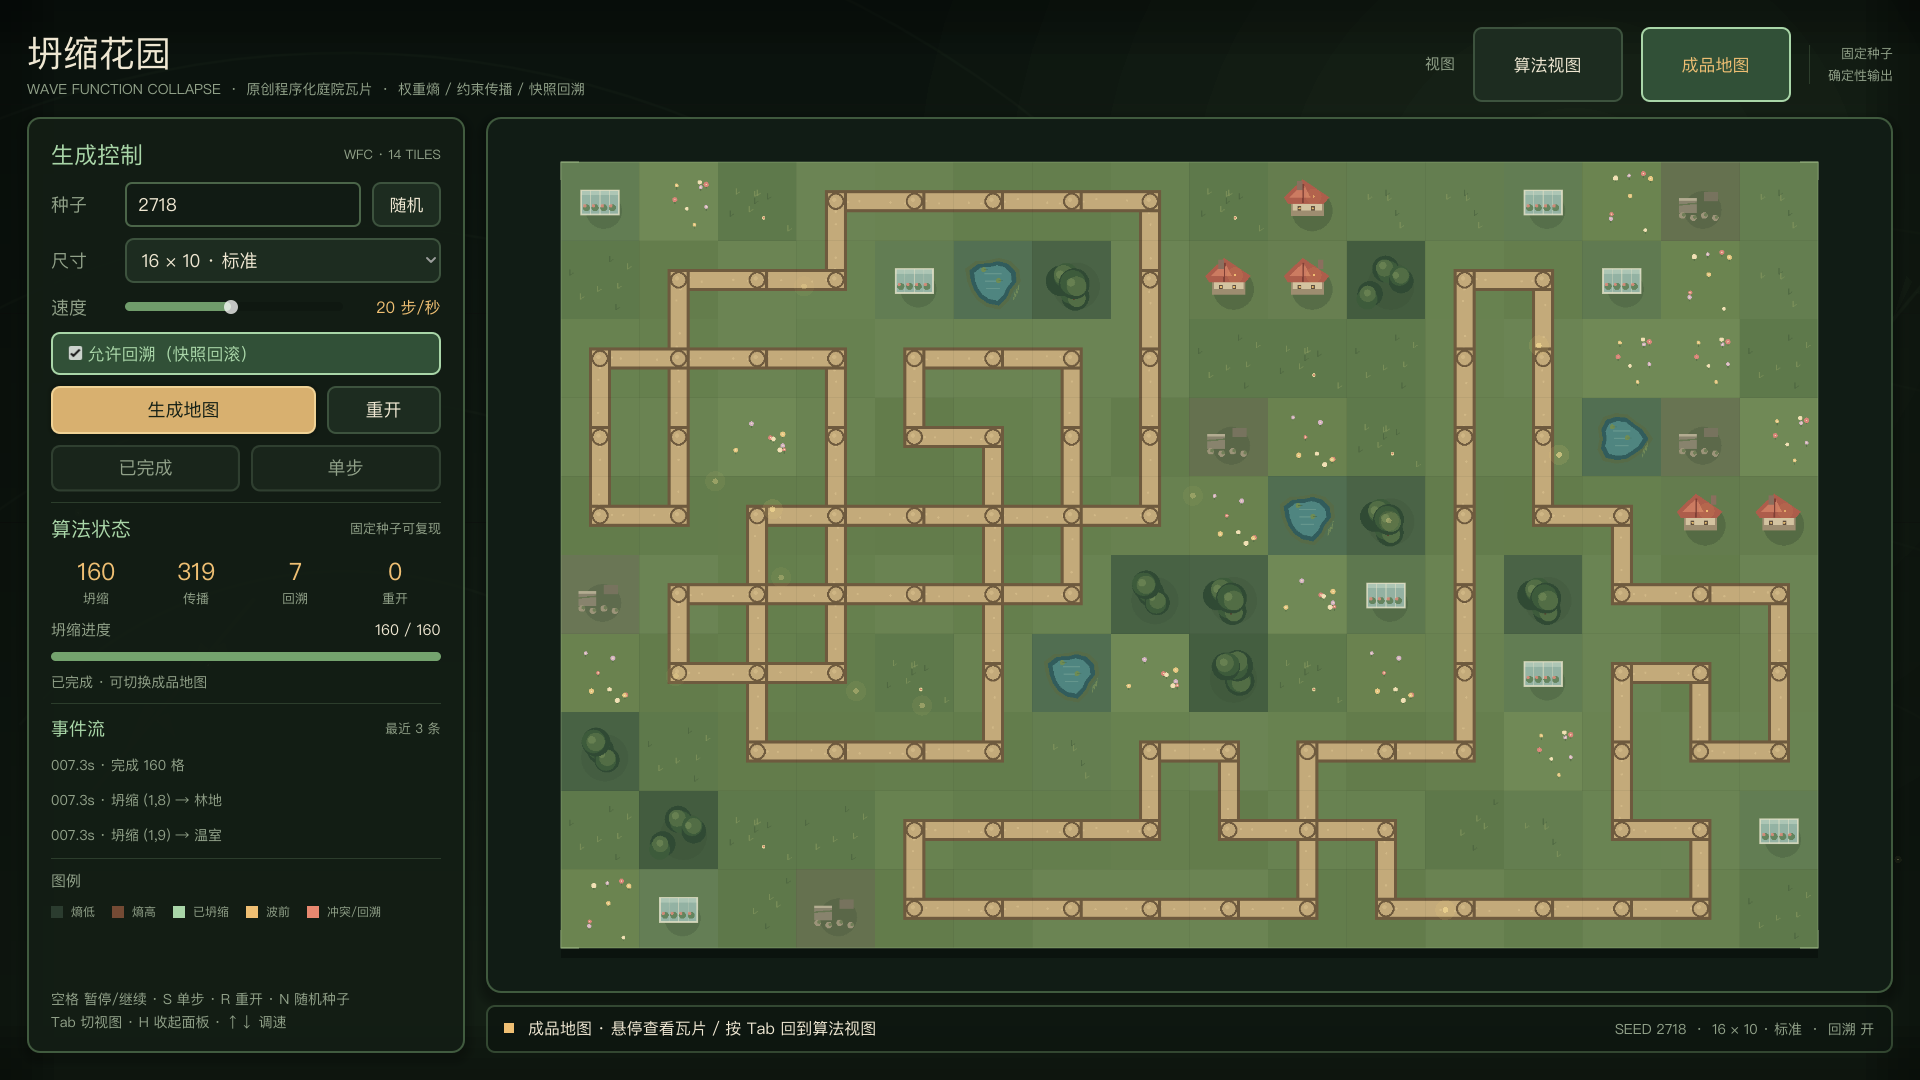 坍缩花园
WAVE FUNCTION COLLAPSE · 原创程序化庭院瓦片 · 权重熵 / 约束传播 / 快照回溯
视图
算法视图
成品地图
固定种子
确定性输出
生成控制
WFC · 14 TILES
种子
2718
随机
尺寸
16 × 10 · 标准
速度
20 步/秒
允许回溯（快照回滚）
生成地图
重开
已完成
单步
算法状态
固定种子可复现
160
319
7
0
坍缩
传播
回溯
重开
坍缩进度
160 / 160
已完成 · 可切换成品地图
事件流
最近 3 条
007.3s · 完成 160 格
007.3s · 坍缩 (1,8) → 林地
007.3s · 坍缩 (1,9) → 温室
图例
熵低
熵高
已坍缩
波前
冲突/回溯
空格 暂停/继续 · S 单步 · R 重开 · N 随机种子
Tab 切视图 · H 收起面板 · ↑↓ 调速
成品地图 · 悬停查看瓦片 / 按 Tab 回到算法视图
SEED 2718 · 16 × 10 · 标准 · 回溯 开